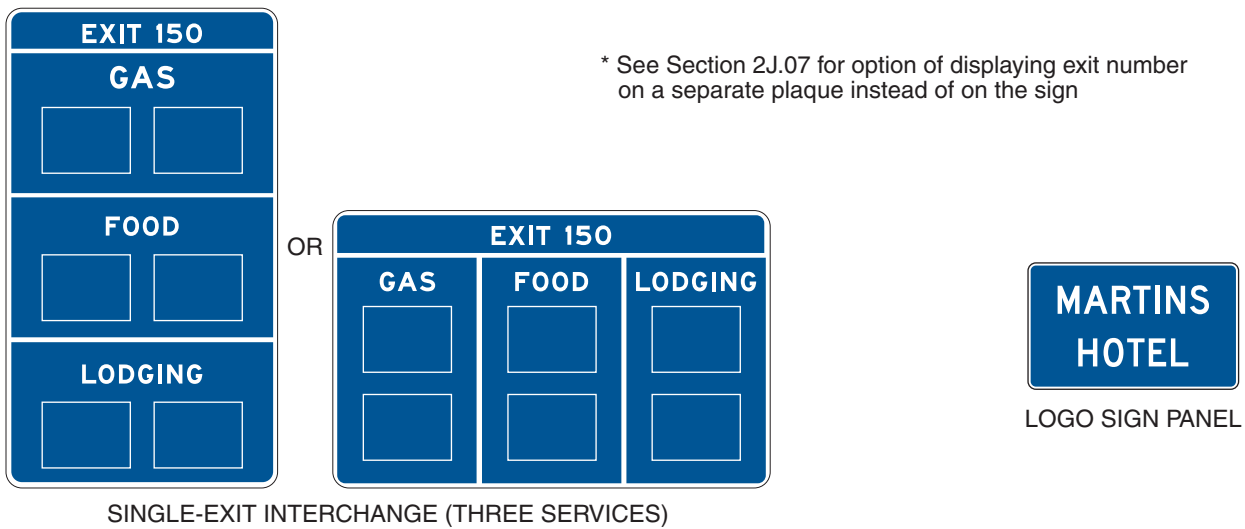 EXIT 150
GAS
FOOD
LODGING
OR
EXIT 150
GAS FOOD LODGING
* See Section 2J.07 for option of displaying exit number
on a separate plaque instead of on the sign
MARTINS
HOTEL
LOGO SIGN PANEL
SINGLE-EXIT INTERCHANGE (THREE SERVICES)